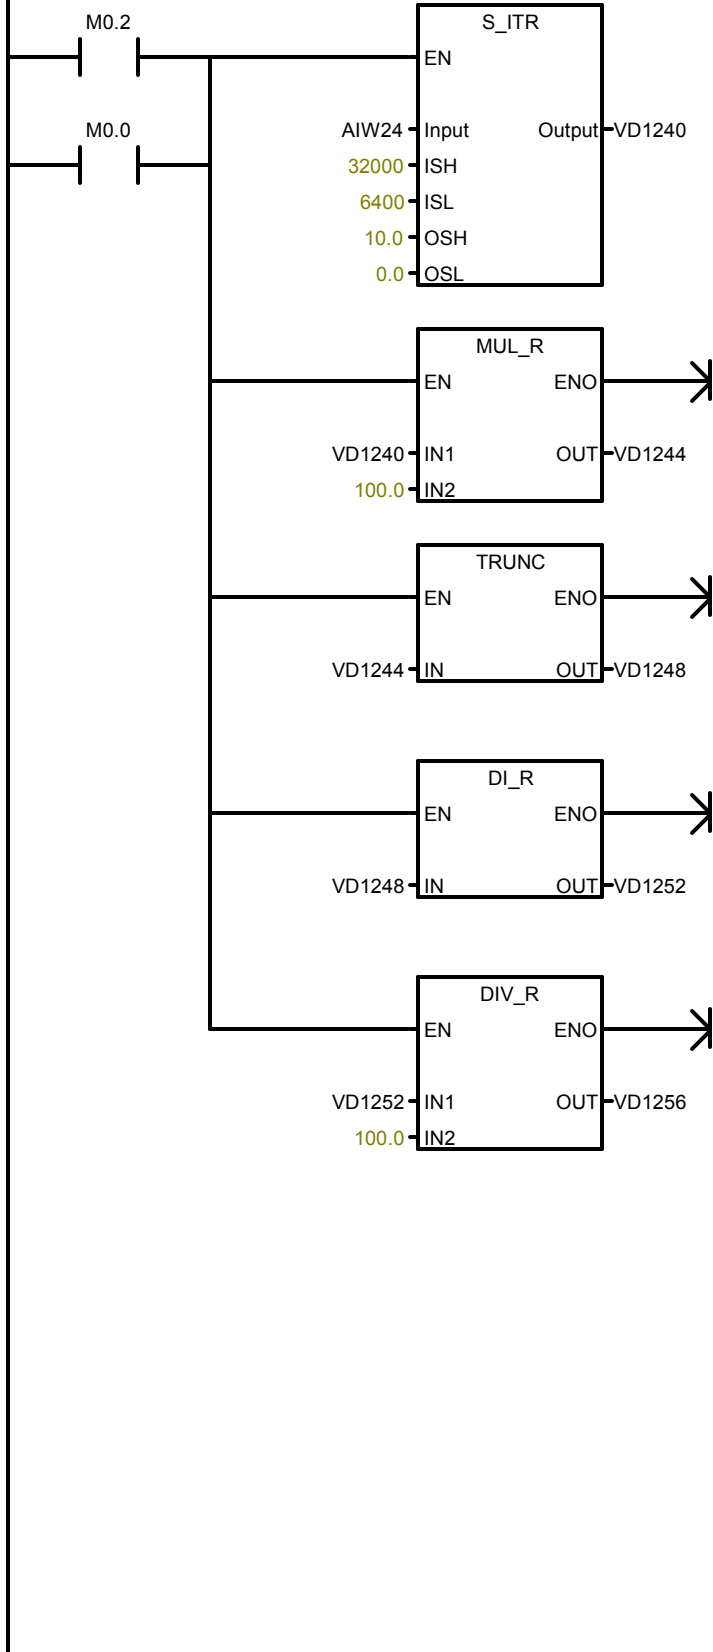 M0.2
S_ITR
EN
M0.0
AIW24 Input Output VD1240
32000 ISH
6400 ISL
10.0 OSH
0.0 OSL
MUL_R
EN ENO
VD1240 IN1 OUT VD1244
100.0 IN2
TRUNC
EN ENO
VD1244 IN OUT VD1248
DI_R
EN ENO
VD1248 IN OUT VD1252
DIV_R
EN ENO
VD1252 IN1 OUT VD1256
100.0 IN2